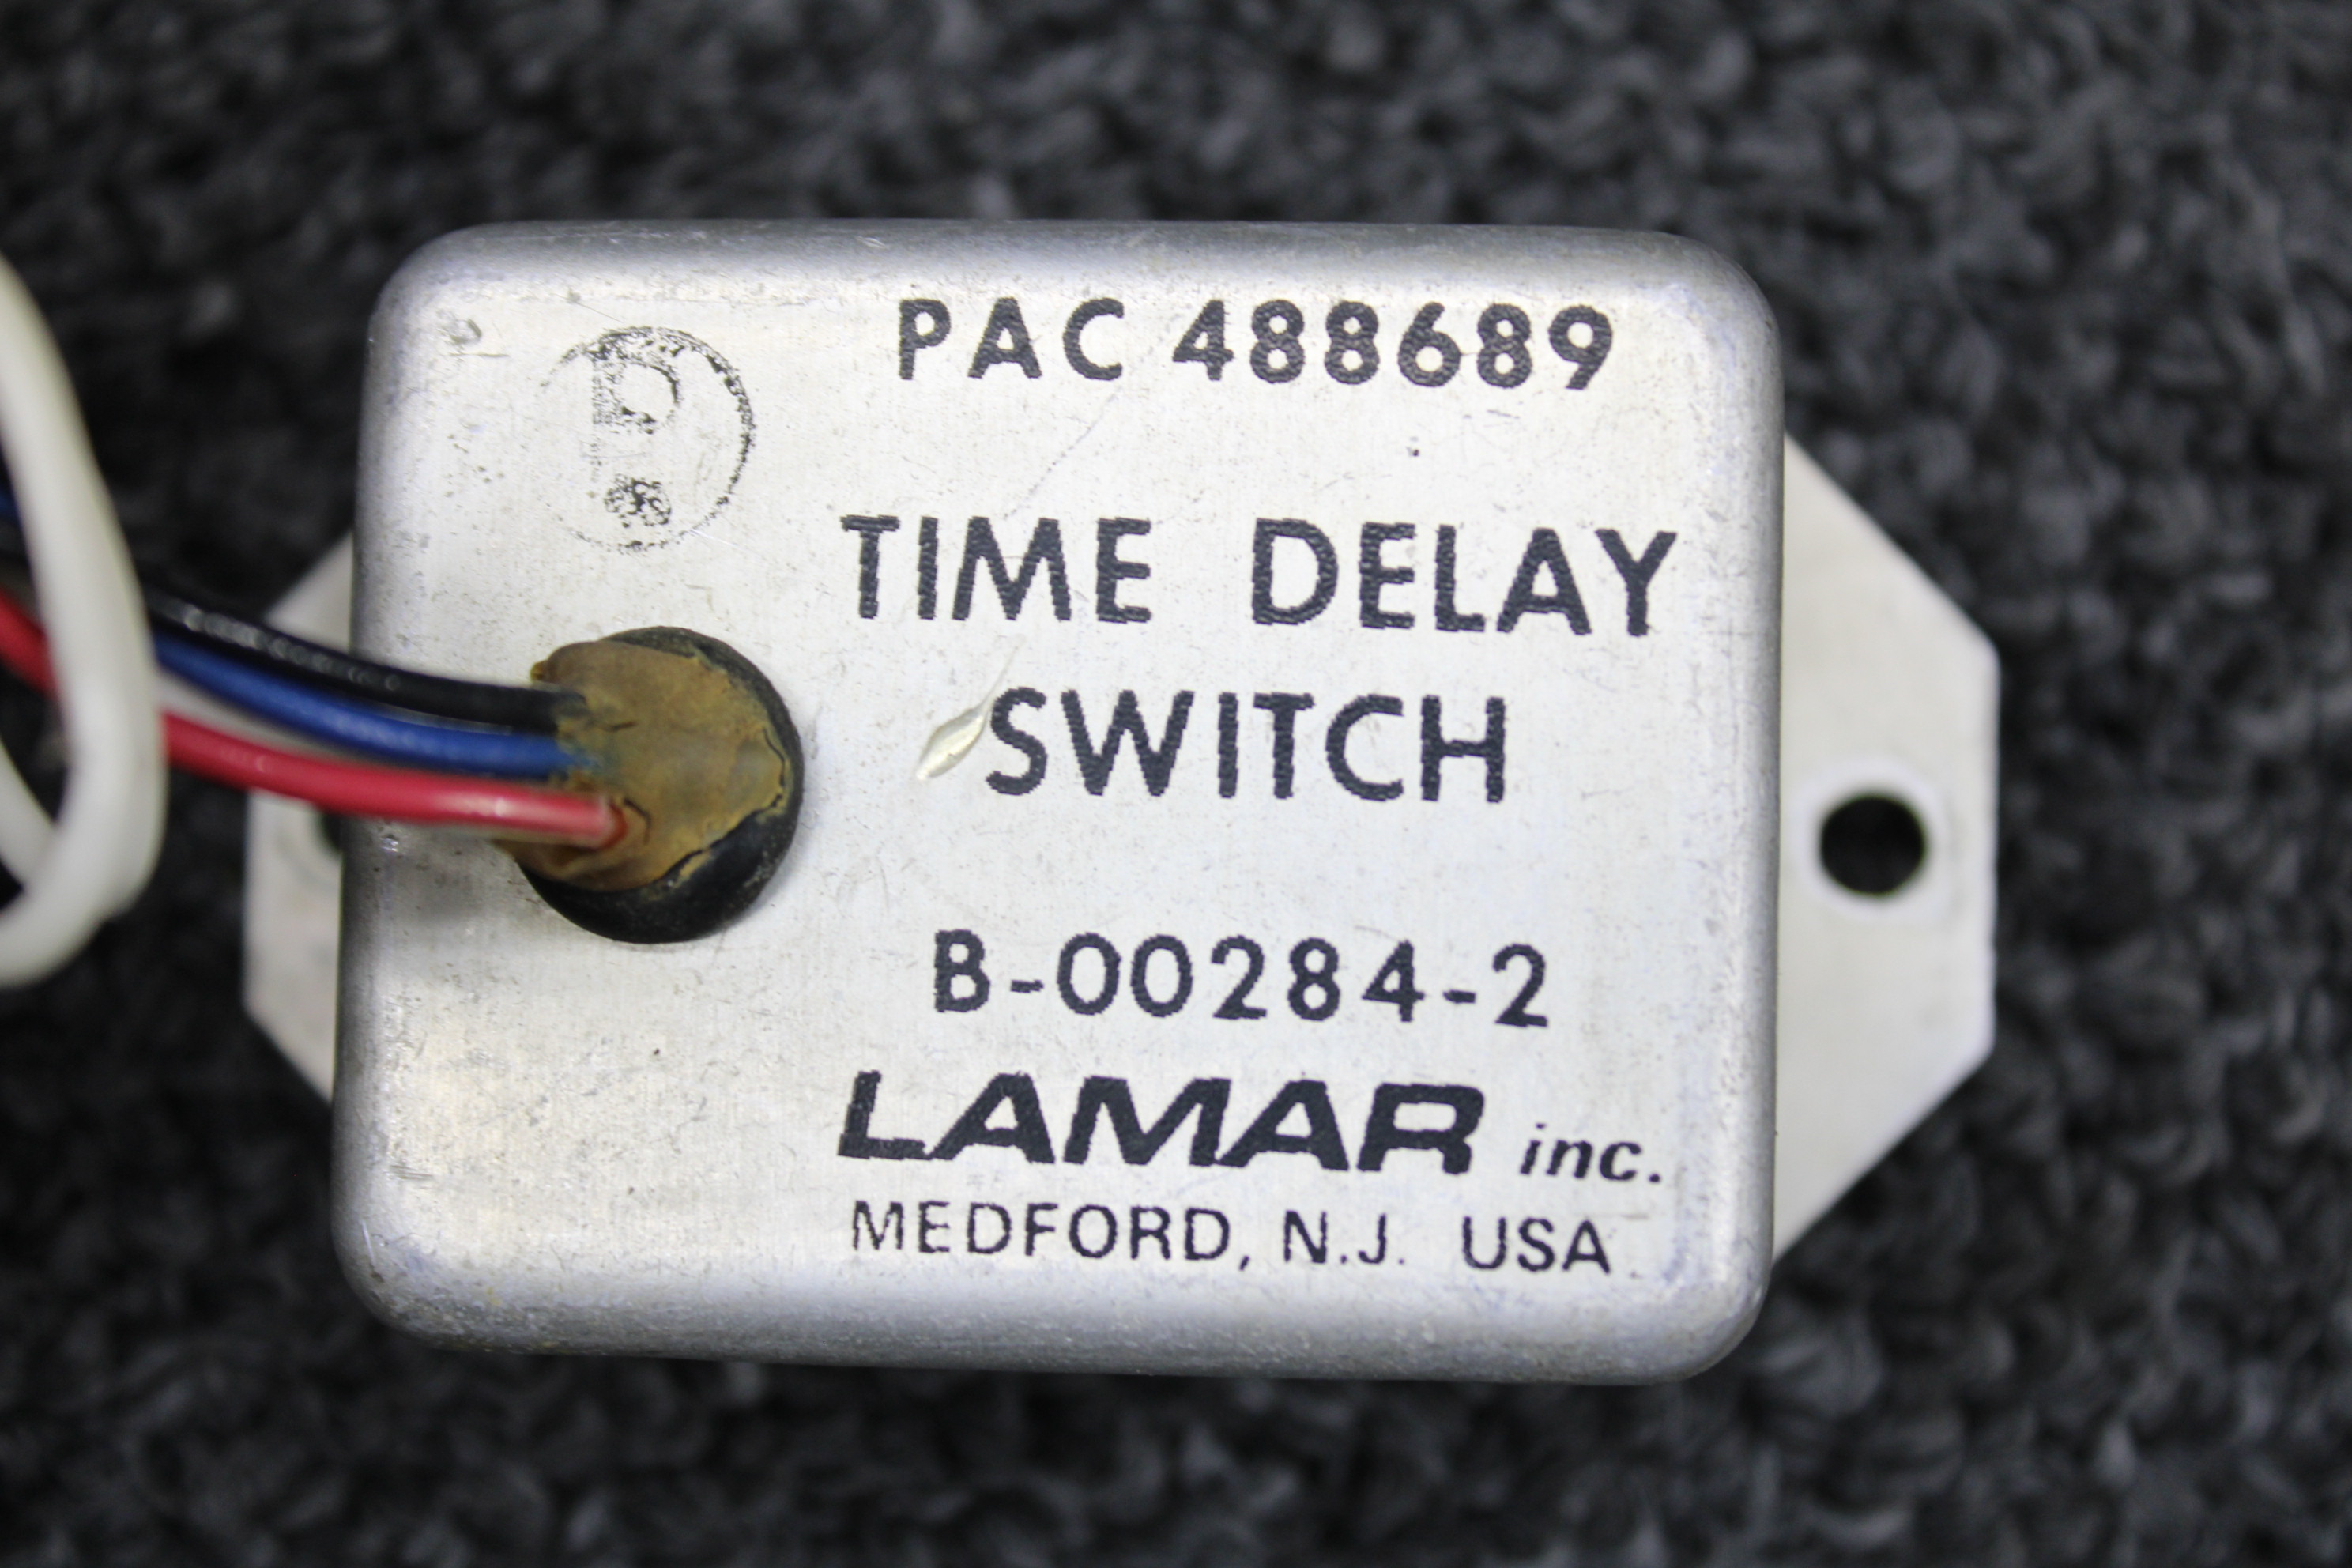 PAC 488689
TIME DELAY
SWITCH
B-00284-2
LAMAR inc.
MEDFORD, N.J. USA